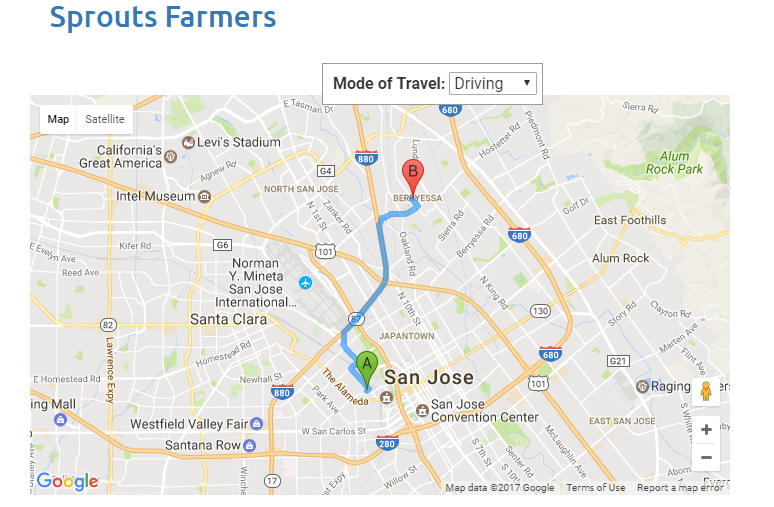 Sprouts Farmers
Mode of Travel: Driving
Map Satellite
E Tasman Dr
680
Sierra Rd
Piedmont Rd
Hostetter Rd
Levi's Stadium
California's
Great America
880
Agnew Rd
G4
B
Alum
Rock Park
NORTH SAN JOSE
Intel Museum
BERRYESSA
Zanker Rd
N 1st St
Golf Dr
East Foothills
Sierra Rd
Berryessa Rd
680
Kifer Rd
G6
101
Oakland Rd
E Evelyn Ave
Reed Ave
Norman
Y. Mineta
San Jose
International...
Alum Rock
N King Rd
N 10th St
Santa Clara
87
130
Story Rd
Clayton Rd
82
JAPANTOWN
Marten Ave
Lawrence Expy
Homestead Rd
680
Flint Ave
G21
A
The Alameda
San Jose
E Homestead Rd
Newhall St
880
Park Ave
101
Raging
ing Mall
San Jose
Convention Center
Westfield Valley Fair
EAST SAN JOSE
W San Carlos St
Santana Row
280
S 7th St
McLaughlin Ave
Senter Rd
S 10th
Willow St
17
Google
Map data ©2017 Google
Terms of Use
Report a map error